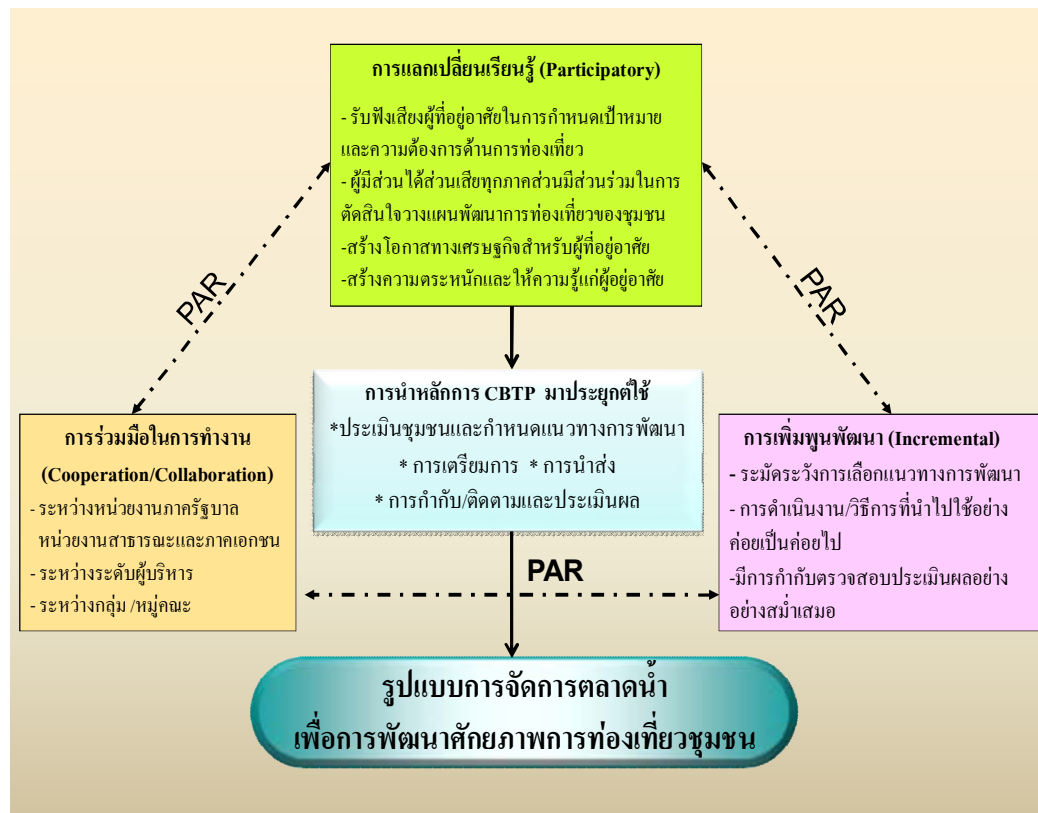 การแลกเปลี่ยนเรียนรู้ (Participatory)
- รับฟังเสียงผู้ที่อยู่อาศัยในการกำหนดเป้าหมาย
และความต้องการด้านการท่องเที่ยว
- ผู้มีส่วนได้ส่วนเสียทุกภาคส่วนมีส่วนร่วมในการ
ตัดสินใจวางแผนพัฒนาการท่องเที่ยวของชุมชน
-สร้างโอกาสทางเศรษฐกิจสำหรับผู้ที่อยู่อาศัย
-สร้างความตระหนักและให้ความรู้แก่ผู้อยู่อาศัย
PAR
PAR
การนำหลักการ CBTP มาประยุกต์ใช้
*ประเมินชุมชนและกำหนดแนวทางการพัฒนา
* การเตรียมการ * การนำส่ง
* การกำกับ/ติดตามและประเมินผล
การร่วมมือในการทำงาน
(Cooperation/Collaboration)
- ระหว่างหน่วยงานภาครัฐบาล
หน่วยงานสาธารณะและภาคเอกชน
- ระหว่างระดับผู้บริหาร
- ระหว่างกลุ่ม /หมู่คณะ
การเพิ่มพูนพัฒนา (Incremental)
- ระมัดระวังการเลือกแนวทางการพัฒนา
- การดำเนินงาน/วิธีการที่นำไปใช้อย่าง
ค่อยเป็นค่อยไป
-มีการกำกับตรวจสอบประเมินผลอย่าง
อย่างสม่ำเสมอ
PAR
รูปแบบการจัดการตลาดน้ำ
เพื่อการพัฒนาศักยภาพการท่องเที่ยวชุมชน